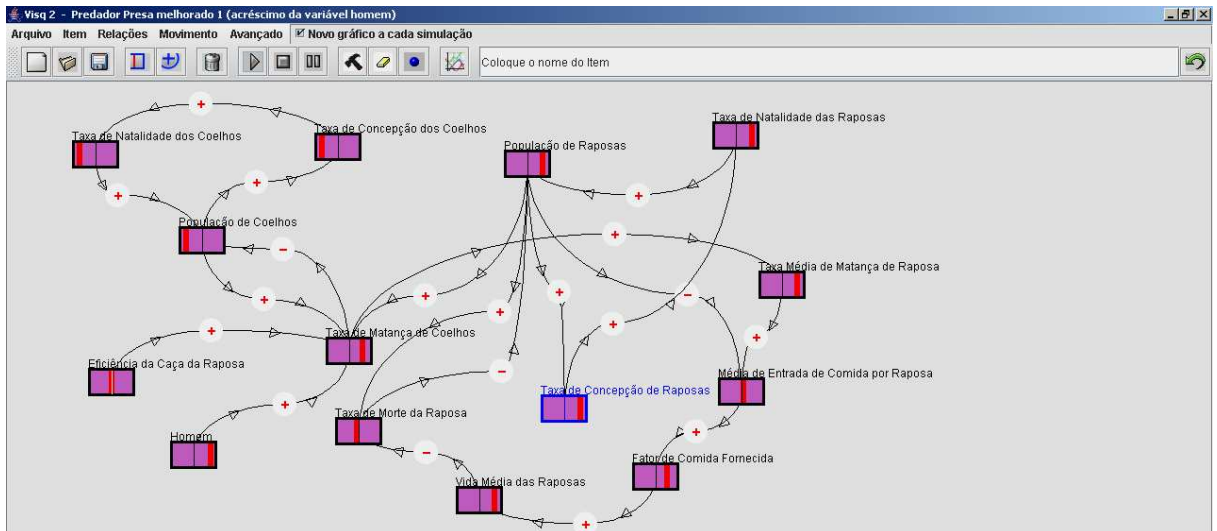 Visq 2 - Predador Presa melhorado 1 (acréscimo da variável homem)
Arquivo Item Relações Movimento Avançado Novo gráfico a cada simulação
Coloque o nome do Item
Taxa de Natalidade dos Coelhos
Taxa de Concepção dos Coelhos
População de Raposas
Taxa de Natalidade das Raposas
População de Coelhos
Taxa Média de Matança de Raposa
Taxa de Matança de Coelhos
Eficiência da Caça da Raposa
Taxa de Concepção de Raposas
Média de Entrada de Comida por Raposa
Taxa de Morte da Raposa
Homem
Fator de Comida Fornecida
Vida Média das Raposas